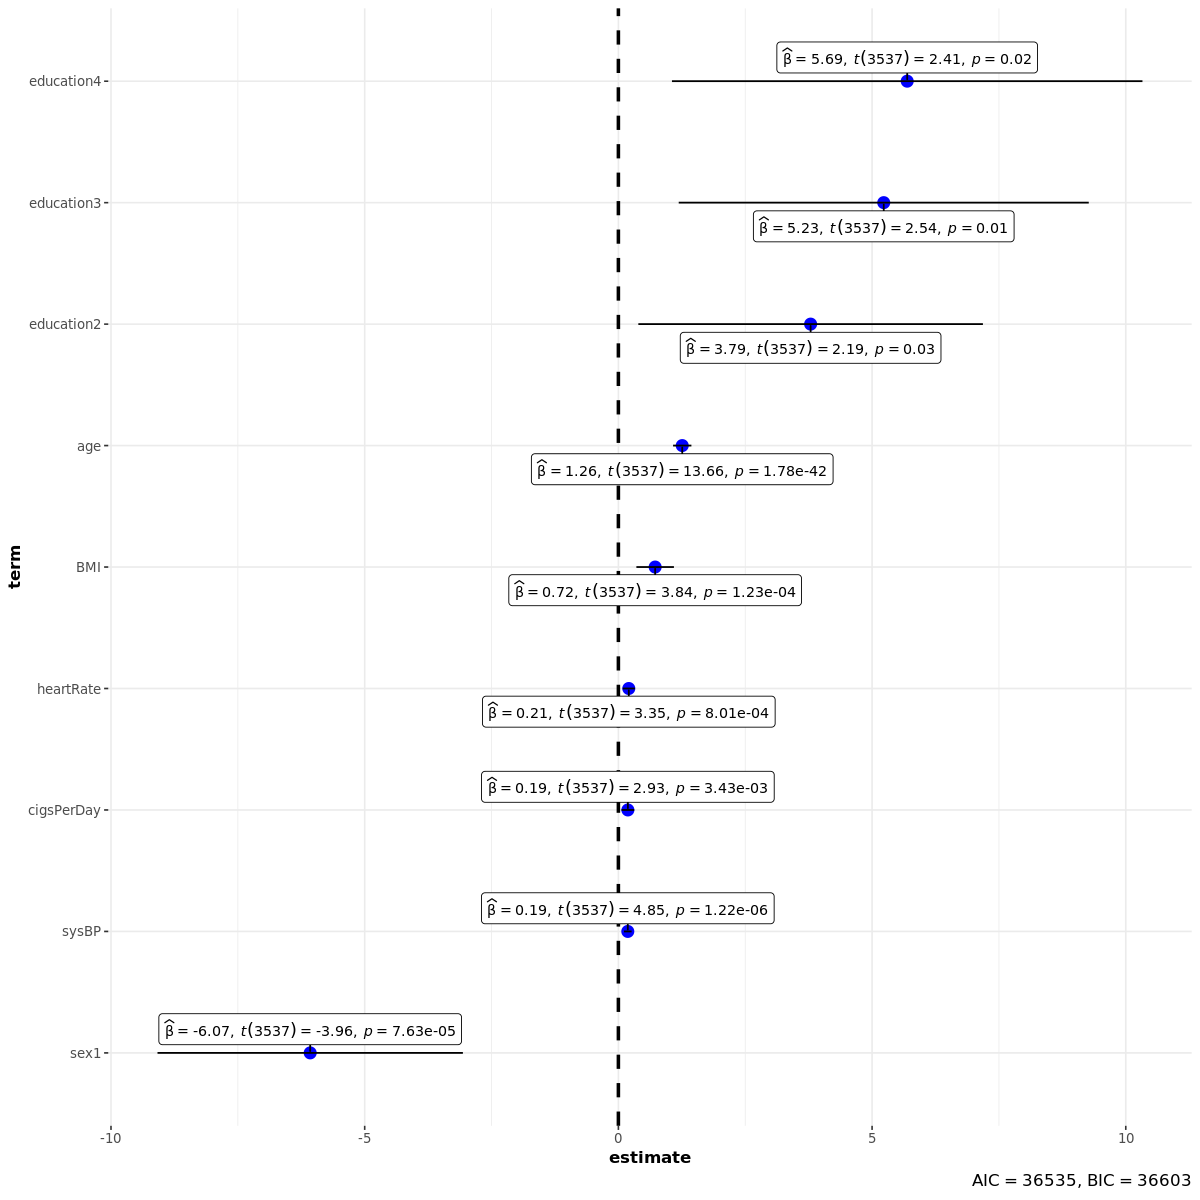 education4
β̂ = 5.69, t(3537) = 2.41, p = 0.02
education3
β̂ = 5.23, t(3537) = 2.54, p = 0.01
education2
β̂ = 3.79, t(3537) = 2.19, p = 0.03
age
β̂ = 1.26, t(3537) = 13.66, p = 1.78e-42
term
BMI
β̂ = 0.72, t(3537) = 3.84, p = 1.23e-04
heartRate
β̂ = 0.21, t(3537) = 3.35, p = 8.01e-04
β̂ = 0.19, t(3537) = 2.93, p = 3.43e-03
cigsPerDay
β̂ = 0.19, t(3537) = 4.85, p = 1.22e-06
sysBP
β̂ = -6.07, t(3537) = -3.96, p = 7.63e-05
sex1
-10 -5 0 5 10
estimate
AIC = 36535, BIC = 36603